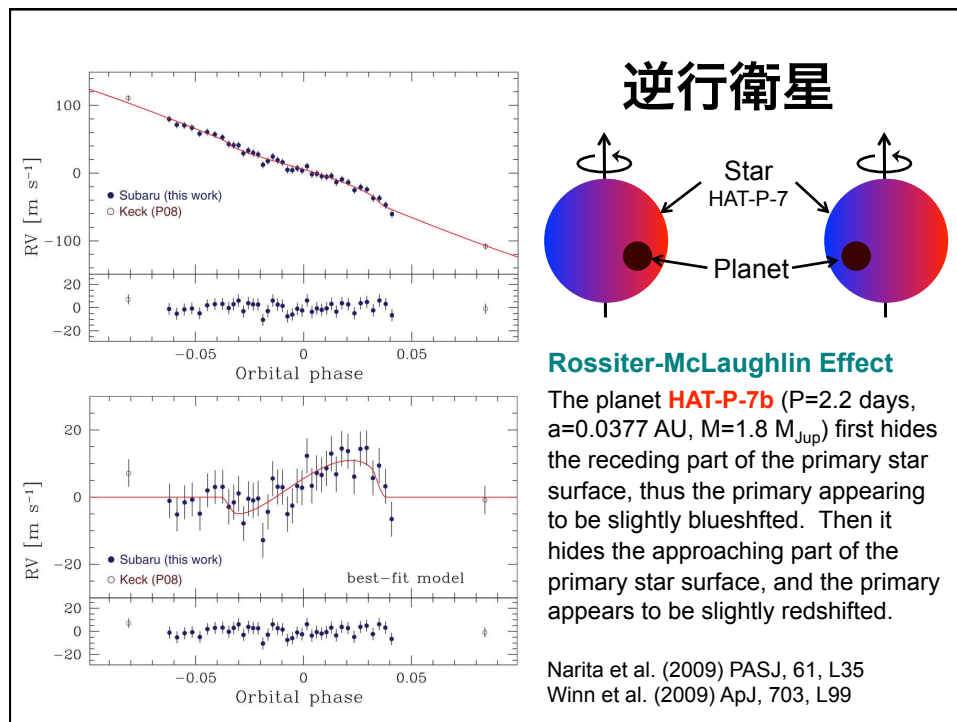 逆行衛星
100
0
−100
RV [m s⁻¹]
Subaru (this work)
Keck (P08)
20
0
−20
−0.05
0
0.05
Orbital phase
20
0
−20
RV [m s⁻¹]
Subaru (this work)
Keck (P08)
best−fit model
20
0
−20
−0.05
0
0.05
Orbital phase
Star
HAT-P-7
Planet
Rossiter-McLaughlin Effect
The planet HAT-P-7b (P=2.2 days,
a=0.0377 AU, M=1.8 MJup) first hides
the receding part of the primary star
surface, thus the primary appearing
to be slightly blueshfted. Then it
hides the approaching part of the
primary star surface, and the primary
appears to be slightly redshifted.
Narita et al. (2009) PASJ, 61, L35
Winn et al. (2009) ApJ, 703, L99